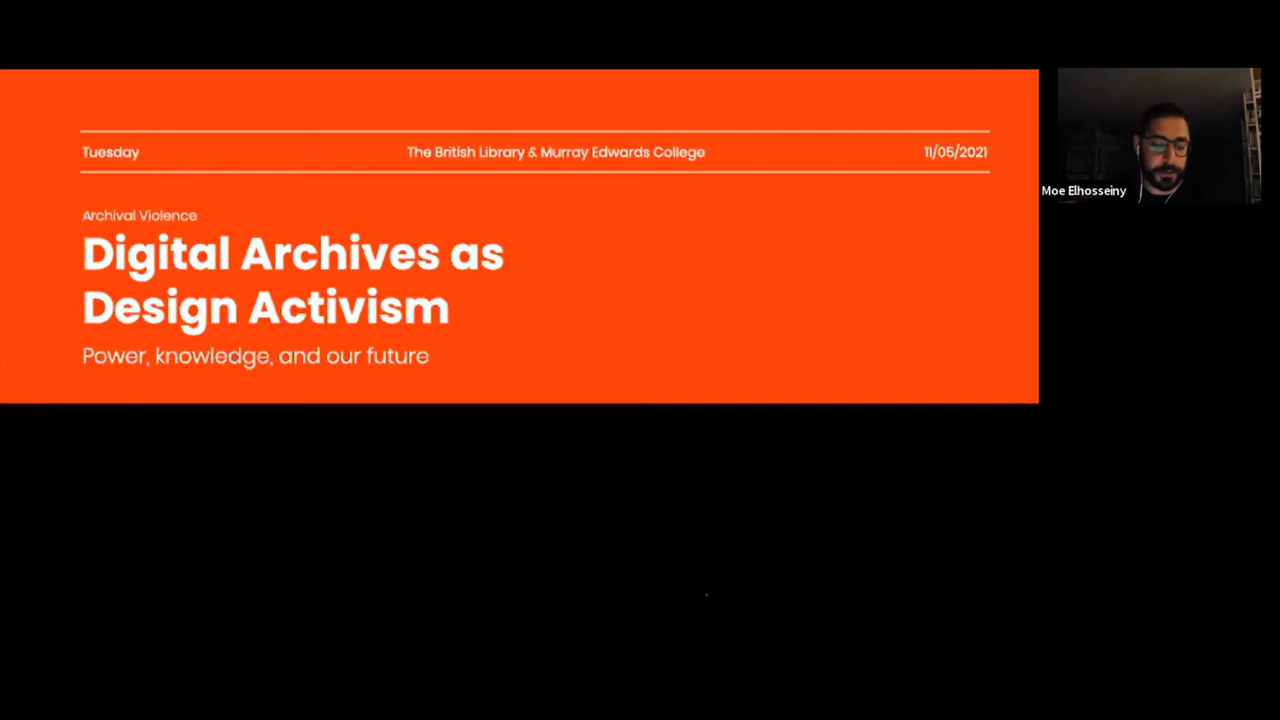 Tuesday
The British Library & Murray Edwards College
11/05/2021
Archival Violence
Digital Archives as
Design Activism
Power, knowledge, and our future
Moe Elhosseiny